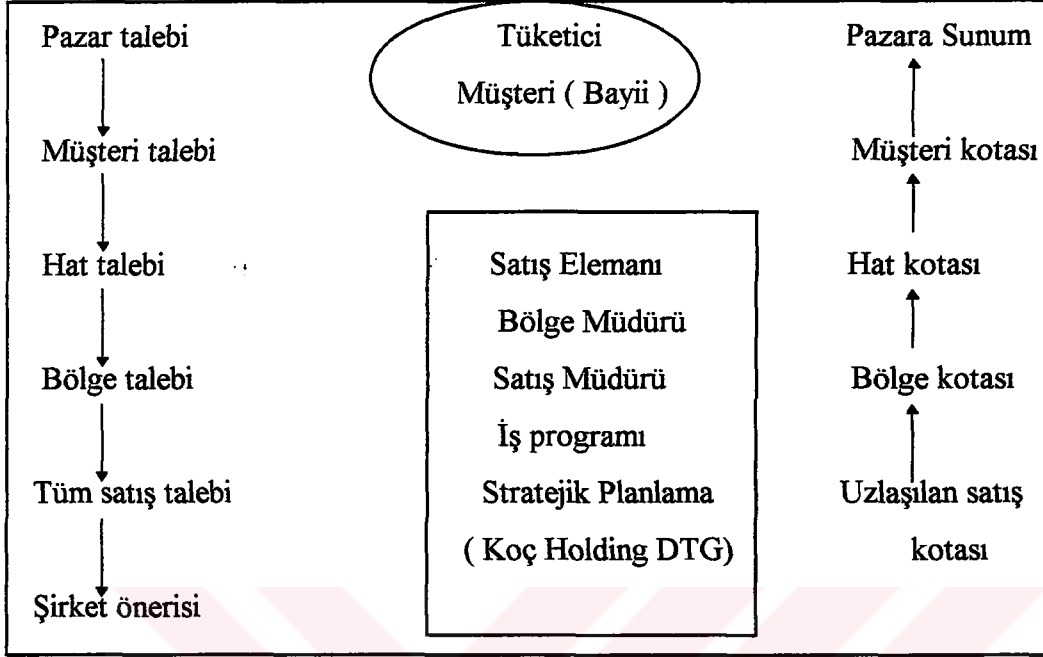 Pazar talebi
Müşteri talebi
Hat talebi
Bölge talebi
Tüm satış talebi
Şirket önerisi
Tüketici
Müşteri ( Bayii )
Satış Elemanı
Bölge Müdürü
Satış Müdürü
İş programı
Stratejik Planlama
( Koç Holding DTG)
Pazara Sunum
Müşteri kotası
Hat kotası
Bölge kotası
Uzlaşılan satış
kotası